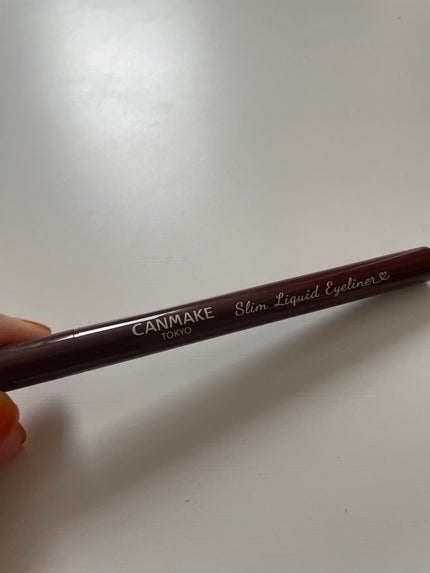 CANMAKE
TOKYO
Slim Liquid Eyeliner♡